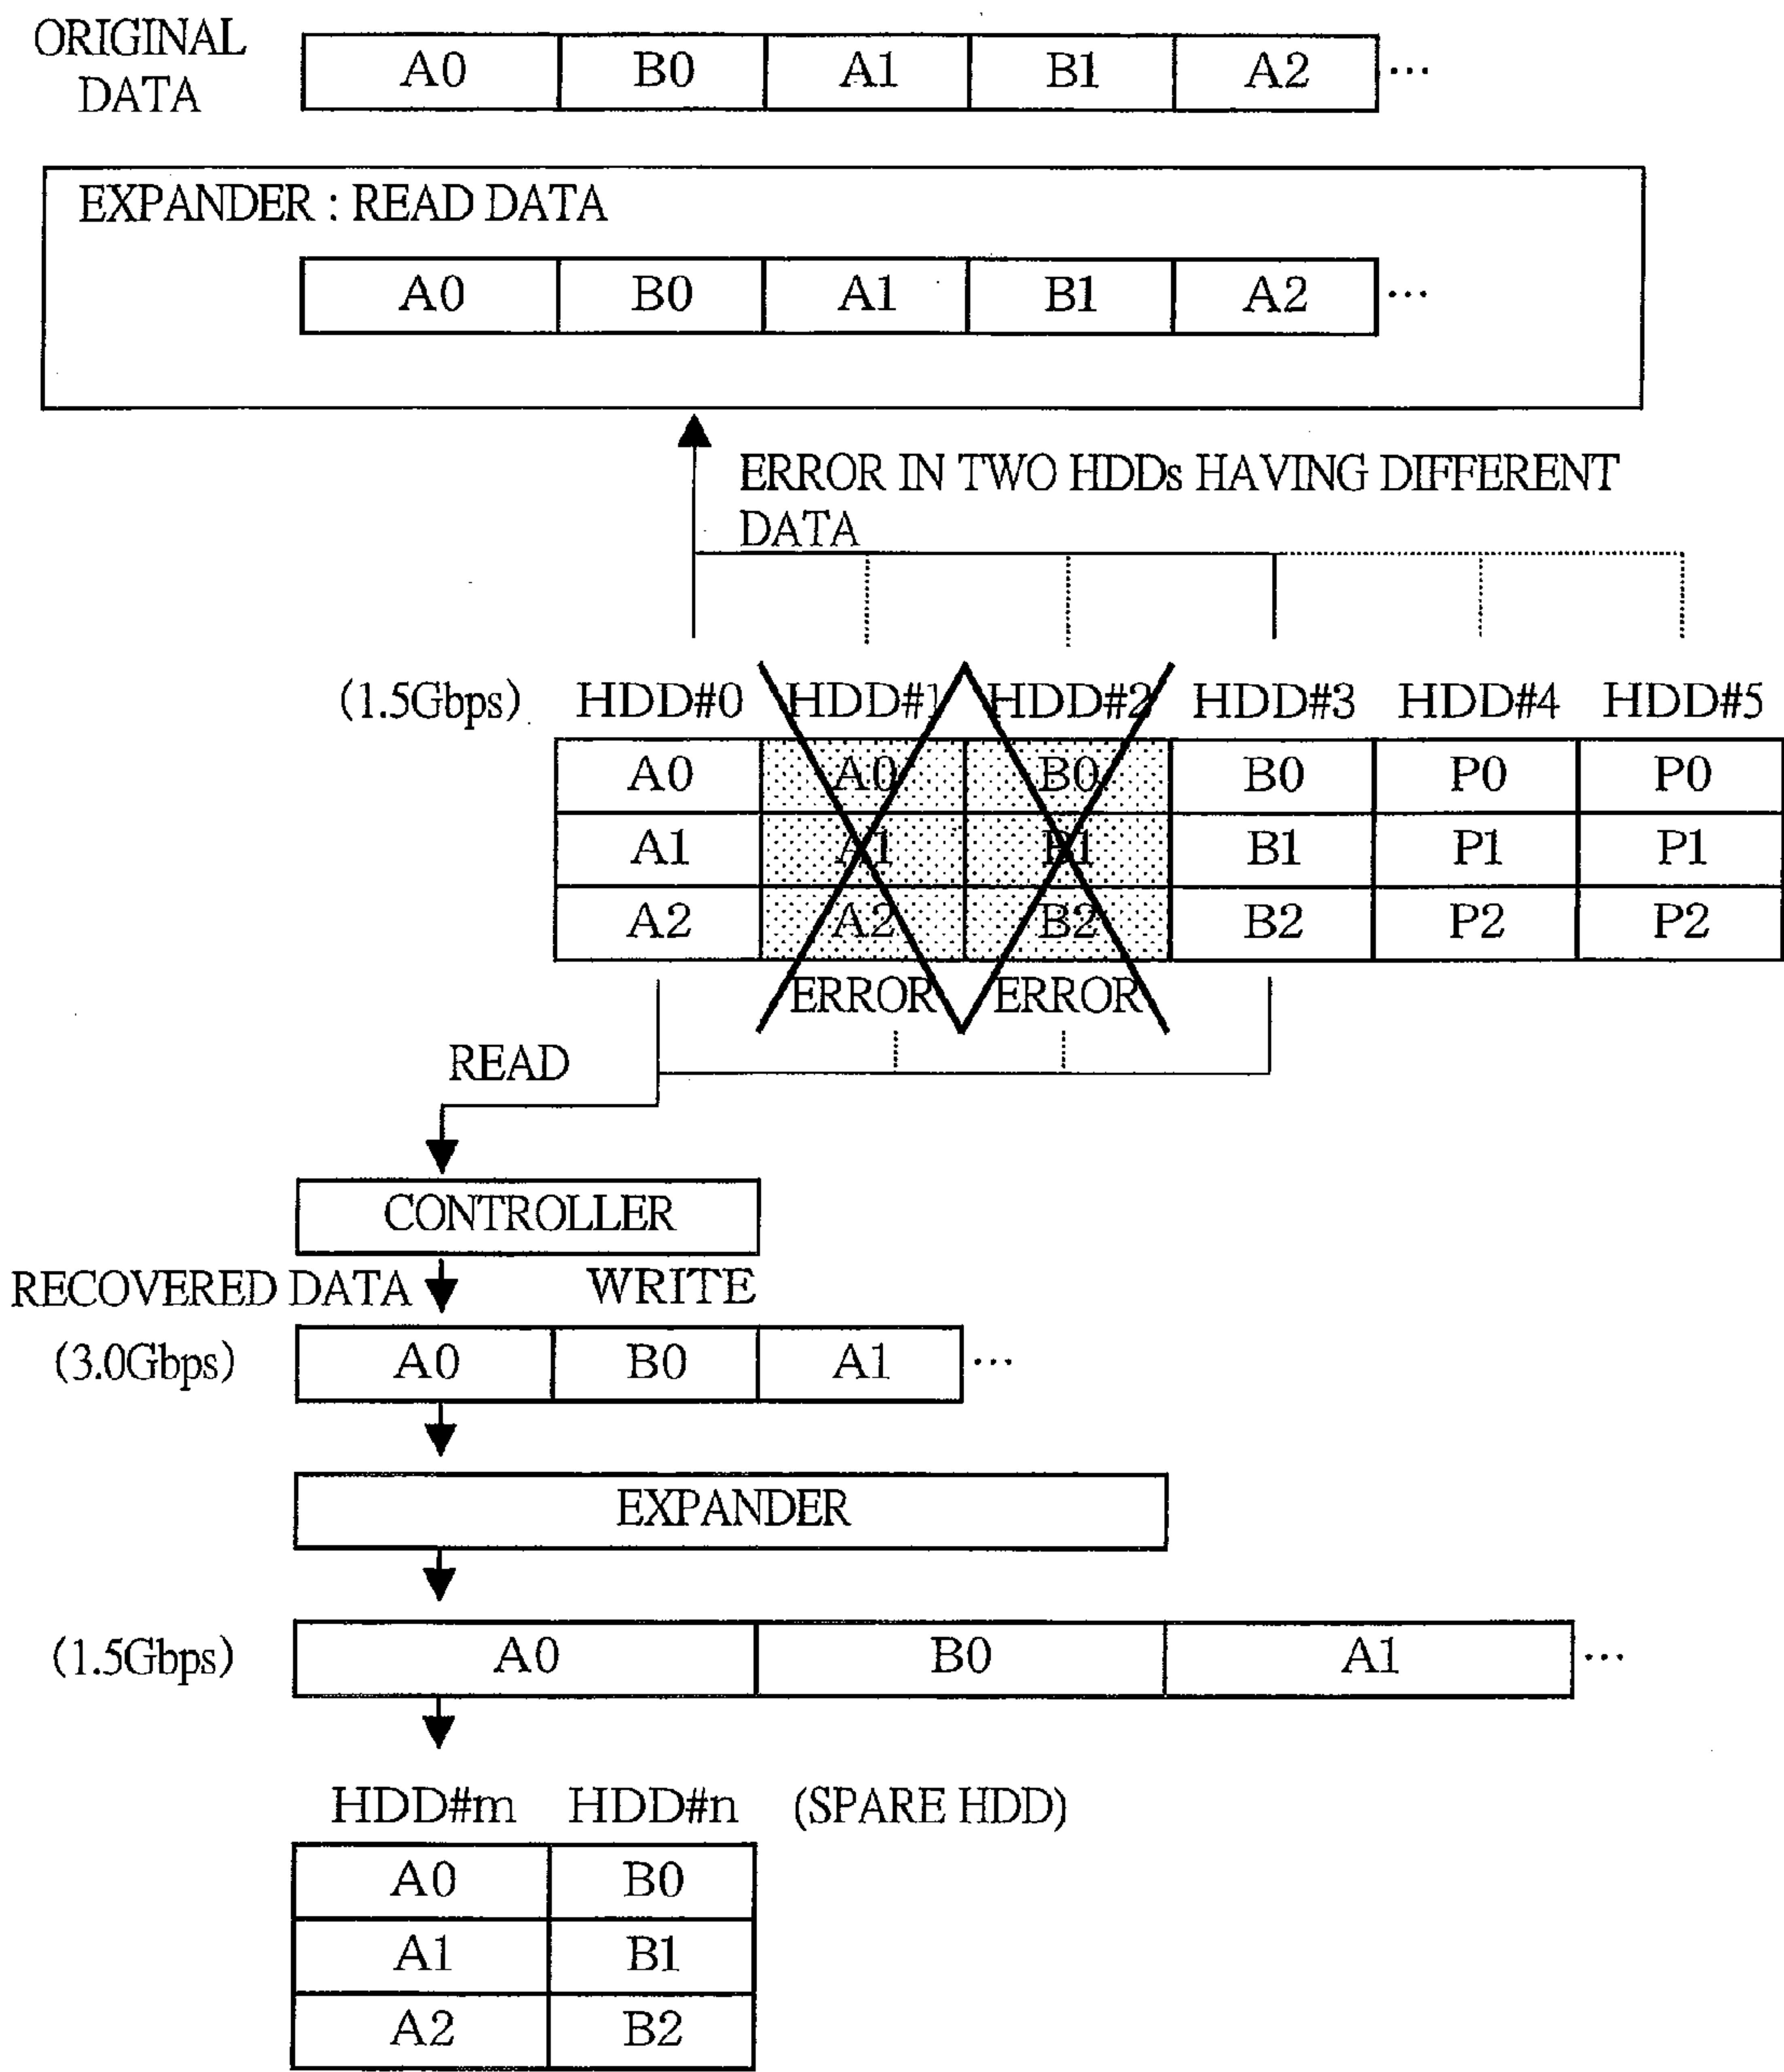 ORIGINAL
DATA
A0 B0 A1 B1 A2 ...
EXPANDER : READ DATA
A0 B0 A1 B1 A2 ...
ERROR IN TWO HDDs HAVING DIFFERENT
DATA
(1.5Gbps) HDD#0 HDD#1 HDD#2 HDD#3 HDD#4 HDD#5
A0 A0 B0 B0 P0 P0
A1 A1 B1 B1 P1 P1
A2 A2 B2 B2 P2 P2
ERROR ERROR
READ
CONTROLLER
RECOVERED DATA WRITE
(3.0Gbps) A0 B0 A1 ...
EXPANDER
(1.5Gbps) A0 B0 A1 ...
HDD#m HDD#n (SPARE HDD)
A0 B0
A1 B1
A2 B2